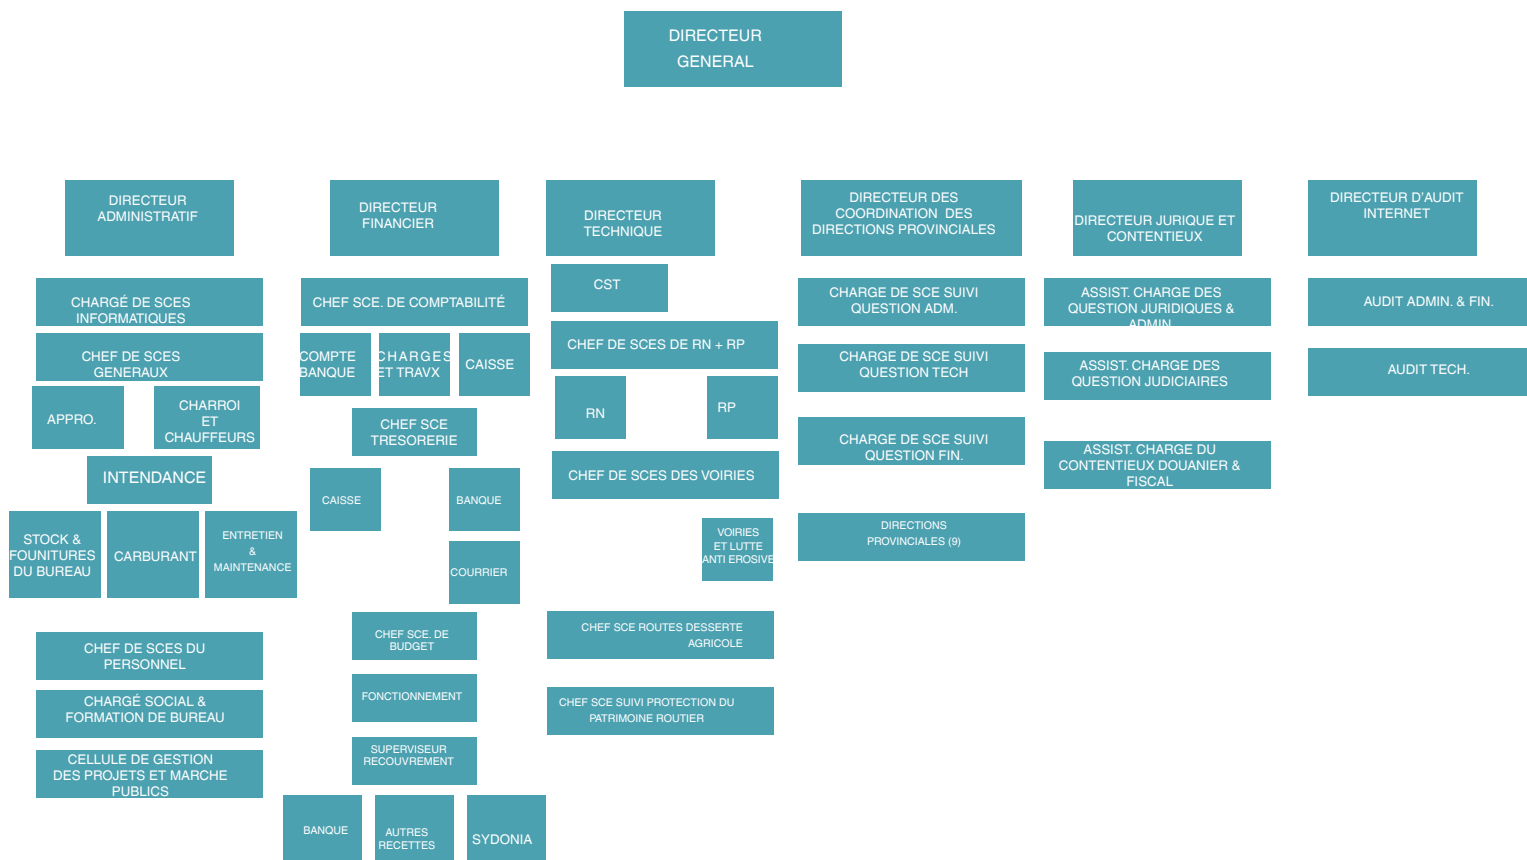 DIRECTEUR
GENERAL
DIRECTEUR
ADMINISTRATIF
CHARGÉ DE SCES
INFORMATIQUES
CHEF DE SCES
GENERAUX
APPRO.
CHARROI
ET
CHAUFFEURS
INTENDANCE
STOCK &
FOUNITURES
DU BUREAU
CARBURANT
ENTRETIEN
&
MAINTENANCE
CHEF DE SCES DU
PERSONNEL
CHARGÉ SOCIAL &
FORMATION DE BUREAU
CELLULE DE GESTION
DES PROJETS ET MARCHE
PUBLICS
DIRECTEUR
FINANCIER
CHEF SCE. DE COMPTABILITÉ
COMPTE
BANQUE
CHARGES
ET TRAVX
CAISSE
CHEF SCE
TRESORERIE
CAISSE
BANQUE
COURRIER
CHEF SCE. DE
BUDGET
FONCTIONNEMENT
SUPERVISEUR
RECOUVREMENT
BANQUE
AUTRES
RECETTES
SYDONIA
DIRECTEUR
TECHNIQUE
CST
CHEF DE SCES DE RN + RP
RN
RP
CHEF DE SCES DES VOIRIES
VOIRIES
ET LUTTE
ANTI EROSIVE
CHEF SCE ROUTES DESSERTE
AGRICOLE
CHEF SCE SUIVI PROTECTION DU
PATRIMOINE ROUTIER
DIRECTEUR DES
COORDINATION DES
DIRECTIONS PROVINCIALES
CHARGE DE SCE SUIVI
QUESTION ADM.
CHARGE DE SCE SUIVI
QUESTION TECH
CHARGE DE SCE SUIVI
QUESTION FIN.
DIRECTIONS
PROVINCIALES (9)
DIRECTEUR JURIQUE ET
CONTENTIEUX
ASSIST. CHARGE DES
QUESTION JURIDIQUES &
ADMIN
ASSIST. CHARGE DES
QUESTION JUDICIAIRES
ASSIST. CHARGE DU
CONTENTIEUX DOUANIER &
FISCAL
DIRECTEUR D'AUDIT
INTERNET
AUDIT ADMIN. & FIN.
AUDIT TECH.